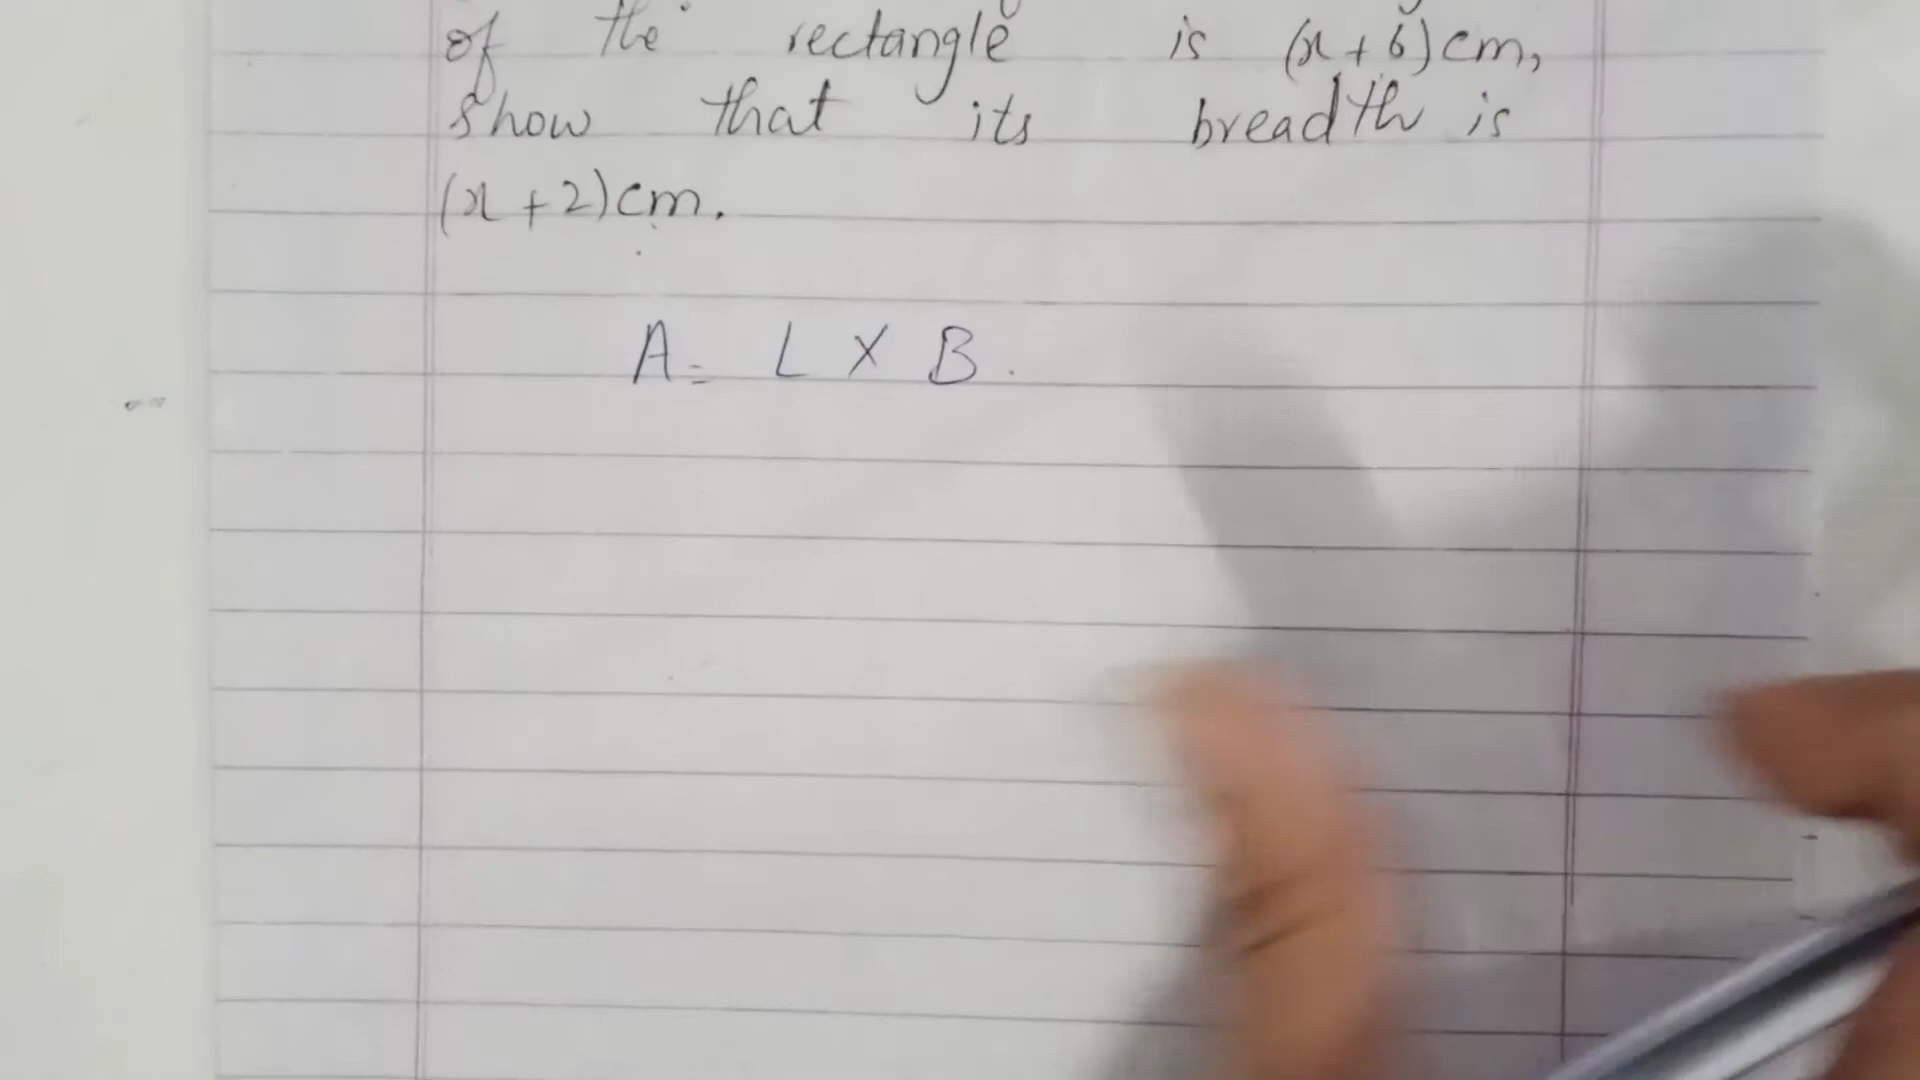 of the rectangle is (x+6)cm,
show that its breadth is
(x+2)cm.
A = L X B.